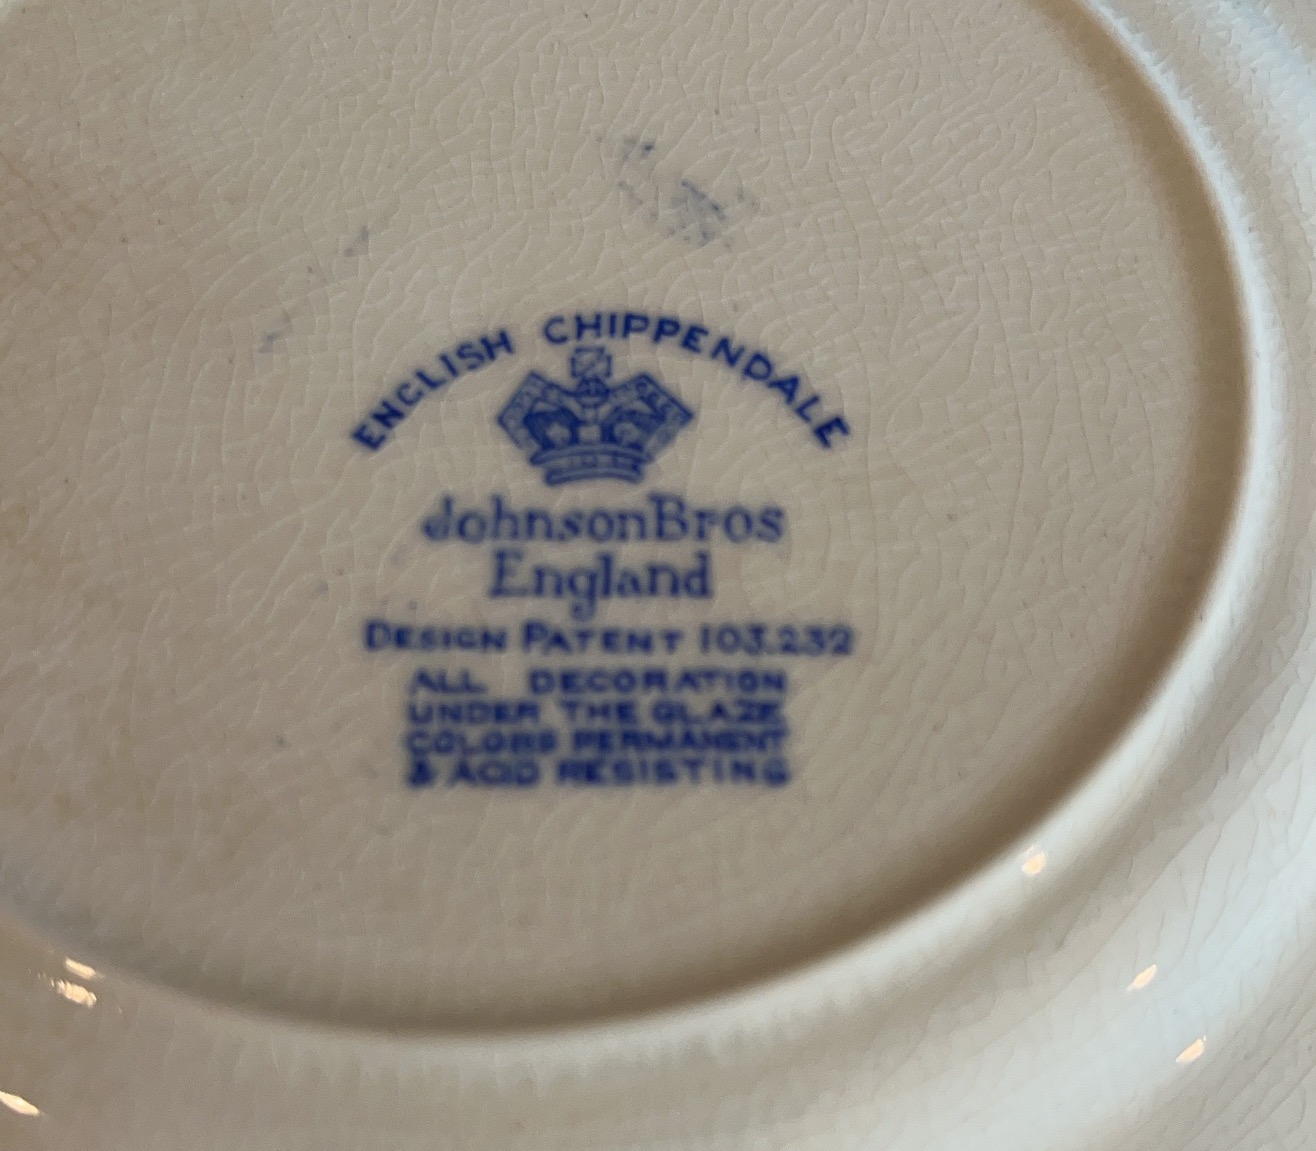 ENGLISH CHIPPENDALE
JohnsonBros
England
DESIGN PATENT 103.232
ALL DECORATION
UNDER THE GLAZE
COLORS PERMANENT
& ACID RESISTING